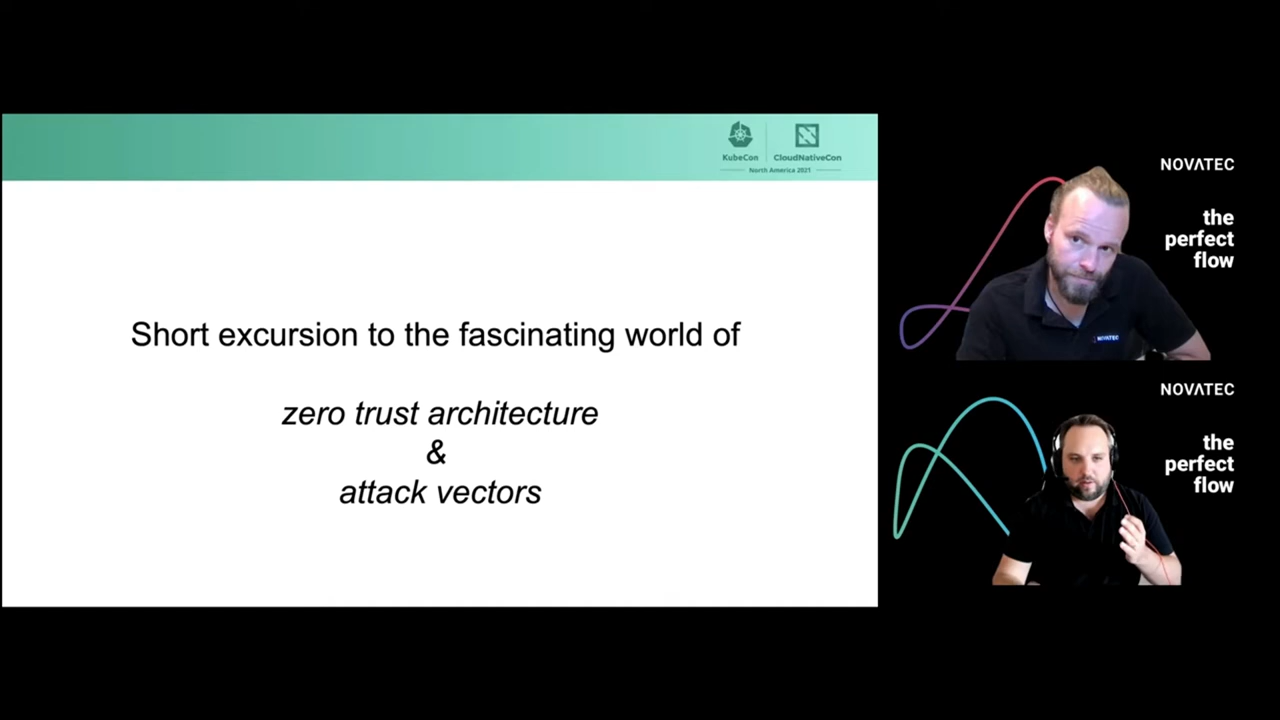 KubeCon
CloudNativeCon
North America 2021
Short excursion to the fascinating world of
zero trust architecture
&
attack vectors
NOVATEC
the
perfect
flow
NOVATEC
NOVATEC
the
perfect
flow